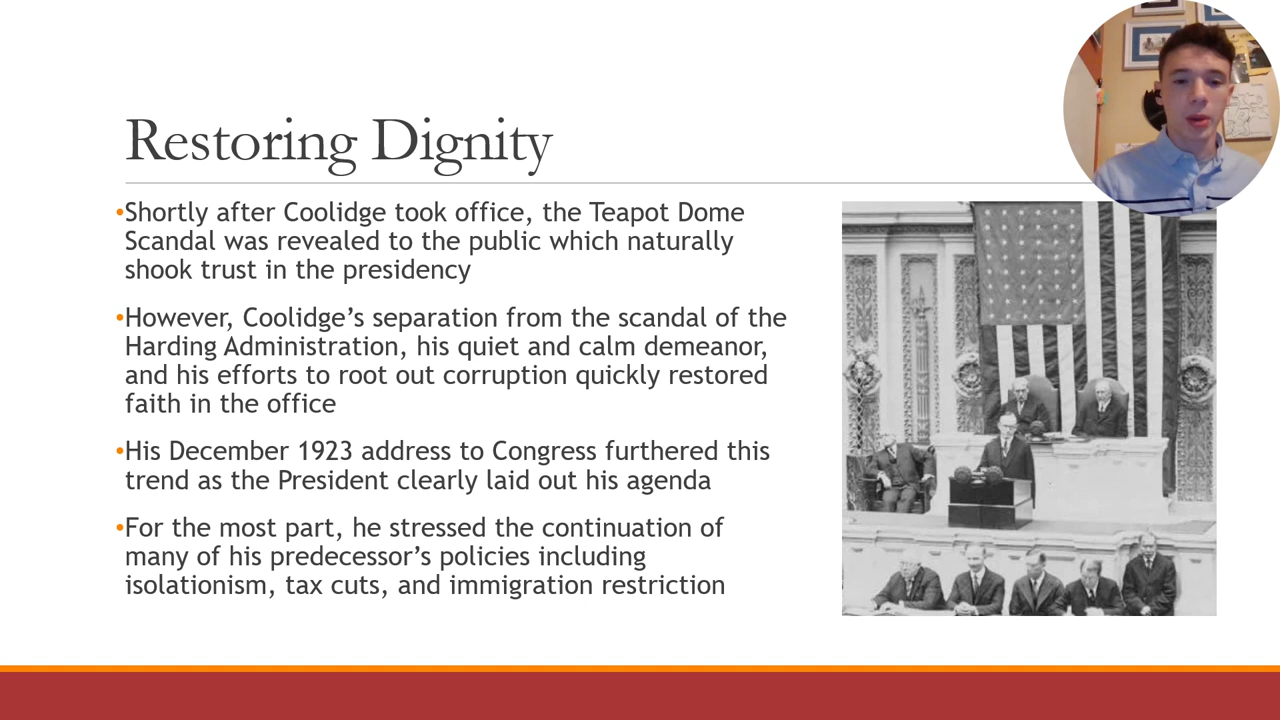 Restoring Dignity
•Shortly after Coolidge took office, the Teapot Dome
Scandal was revealed to the public which naturally
shook trust in the presidency
•However, Coolidge’s separation from the scandal of the
Harding Administration, his quiet and calm demeanor,
and his efforts to root out corruption quickly restored
faith in the office
•His December 1923 address to Congress furthered this
trend as the President clearly laid out his agenda
•For the most part, he stressed the continuation of
many of his predecessor’s policies including
isolationism, tax cuts, and immigration restriction